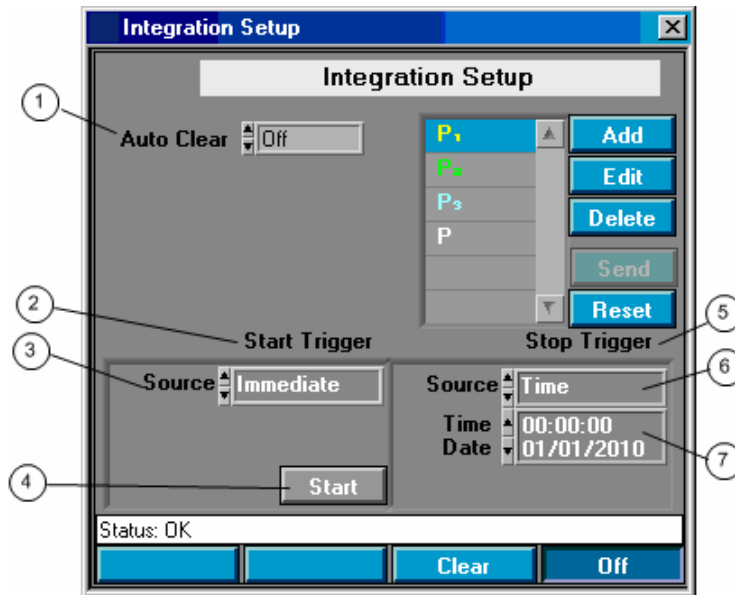 Integration Setup
Integration Setup
1
Auto Clear Off
P₁
P₂
P₃
P
Add
Edit
Delete
Send
Reset
2
Start Trigger
3
Source Immediate
4
Start
5
Stop Trigger
6
Source Time
Time 00:00:00
Date 01/01/2010
7
Status: OK
Clear Off